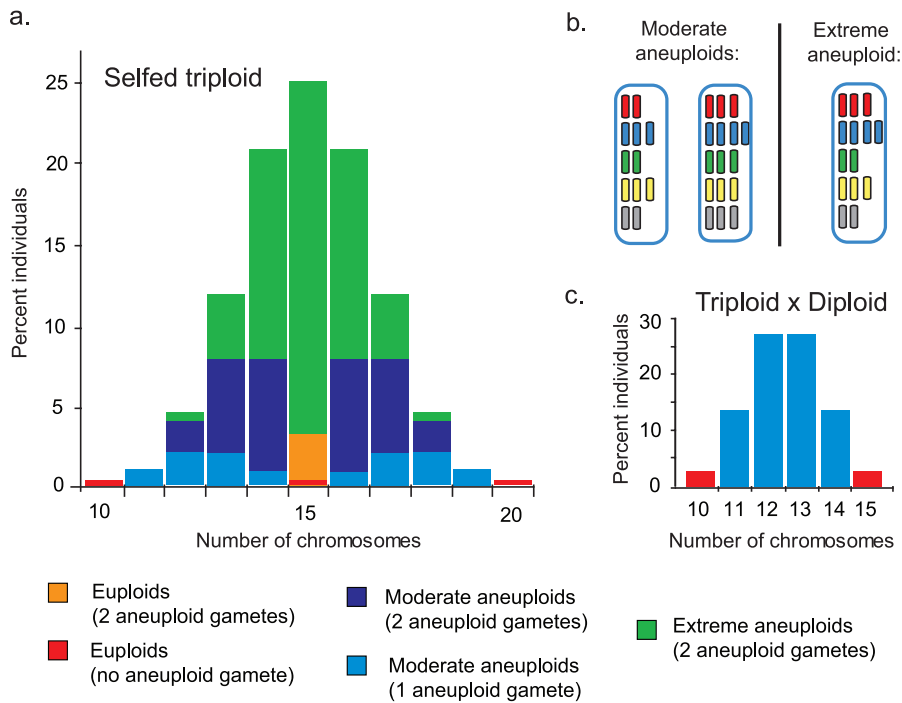 a.
Selfed triploid
Percent individuals
25
20
15
10
5
0
10
15
20
Number of chromosomes
b.
Moderate
aneuploids:
Extreme
aneuploid:
c.
Triploid x Diploid
Percent individuals
30
20
10
0
10 11 12 13 14 15
Number of chromosomes
Euploids
(2 aneuploid gametes)
Euploids
(no aneuploid gamete)
Moderate aneuploids
(2 aneuploid gametes)
Moderate aneuploids
(1 aneuploid gamete)
Extreme aneuploids
(2 aneuploid gametes)